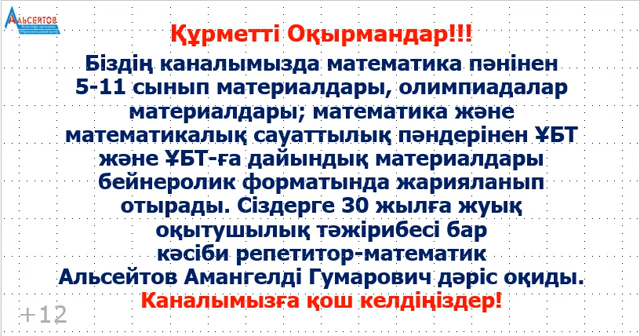 АЛЬСЕЙТОВ
Құрметті Оқырмандар!!!
Біздің каналымызда математика пәнінен
5-11 сынып материалдары, олимпиадалар
материалдары; математика және
математикалық сауаттылық пәндерінен ҰБТ
және ҰБТ-ға дайындық материалдары
бейнеролик форматында жарияланып
отырады. Сіздерге 30 жылға жуық
оқытушылық тәжірибесі бар
кәсіби репетитор-математик
Альсейтов Амангелді Гумарович дәріс оқиды.
Каналымызға қош келдіңіздер!
+12